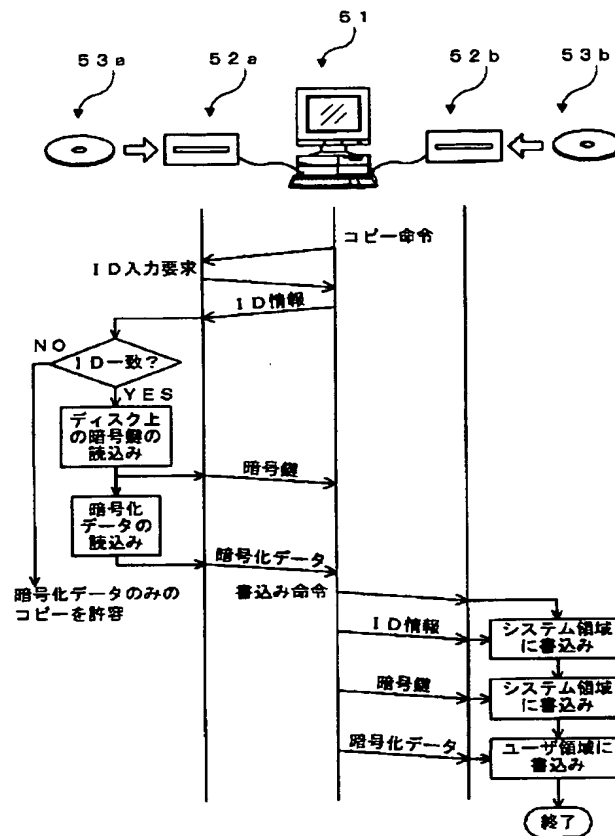 51
53a
52a
52b
53b
コピー命令
ID入力要求
ID情報
NO
ID一致?
YES
ディスク上
の暗号鍵の
読込み
暗号鍵
暗号化
データの
読込み
暗号化データ
暗号化データのみの
コピーを許容
書込み命令
ID情報
システム領域
に書込み
暗号鍵
システム領域
に書込み
暗号化データ
ユーザ領域に
書込み
終了